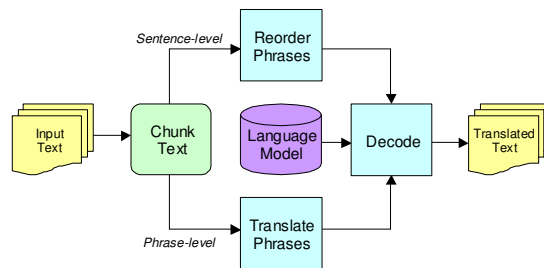 Sentence-level
Reorder
Phrases
Input
Text
Chunk
Text
Language
Model
Decode
Translated
Text
Phrase-level
Translate
Phrases